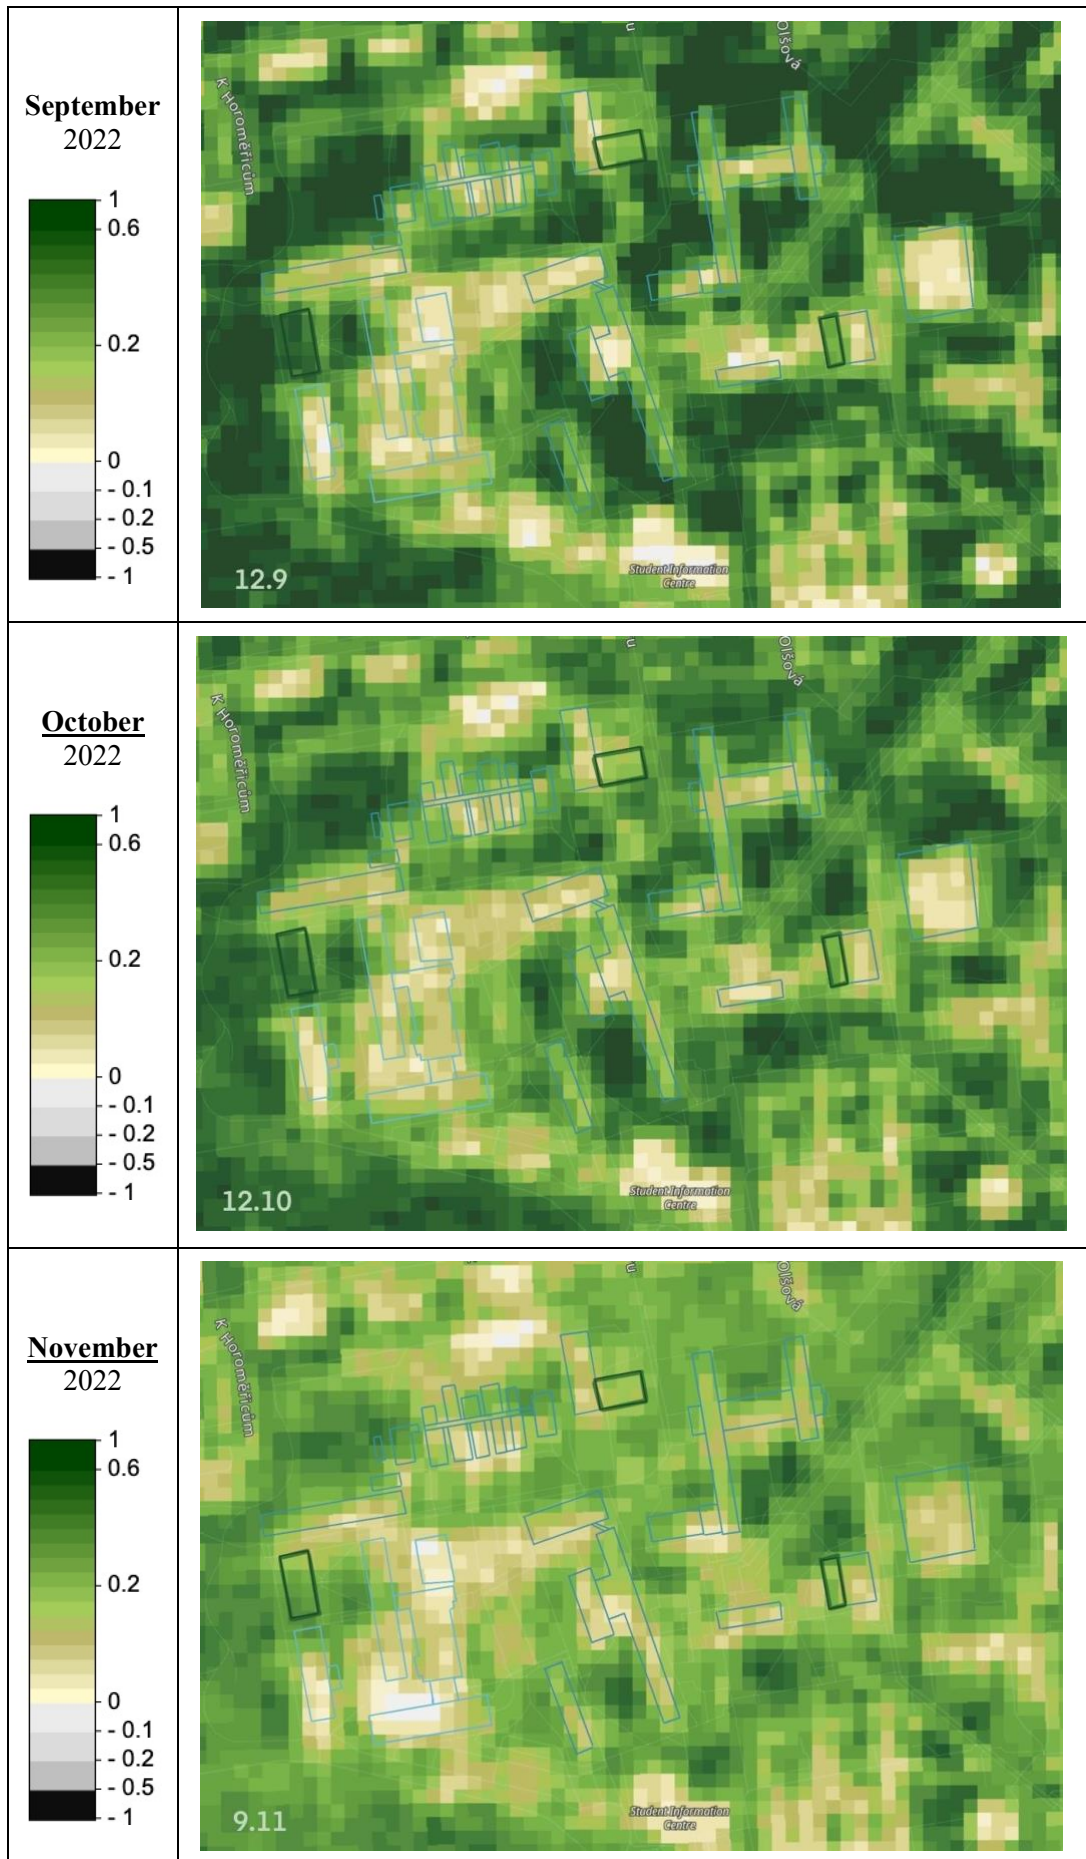 September
2022
1
0.6
0.2
0
- 0.1
- 0.2
- 0.5
- 1
K Horoměřicům
u
Olšová
Student Information
Centre
12.9
October
2022
1
0.6
0.2
0
- 0.1
- 0.2
- 0.5
- 1
K Horoměřicům
u
Olšová
Student Information
Centre
12.10
November
2022
1
0.6
0.2
0
- 0.1
- 0.2
- 0.5
- 1
K Horoměřicům
u
Olšová
Student Information
Centre
9.11